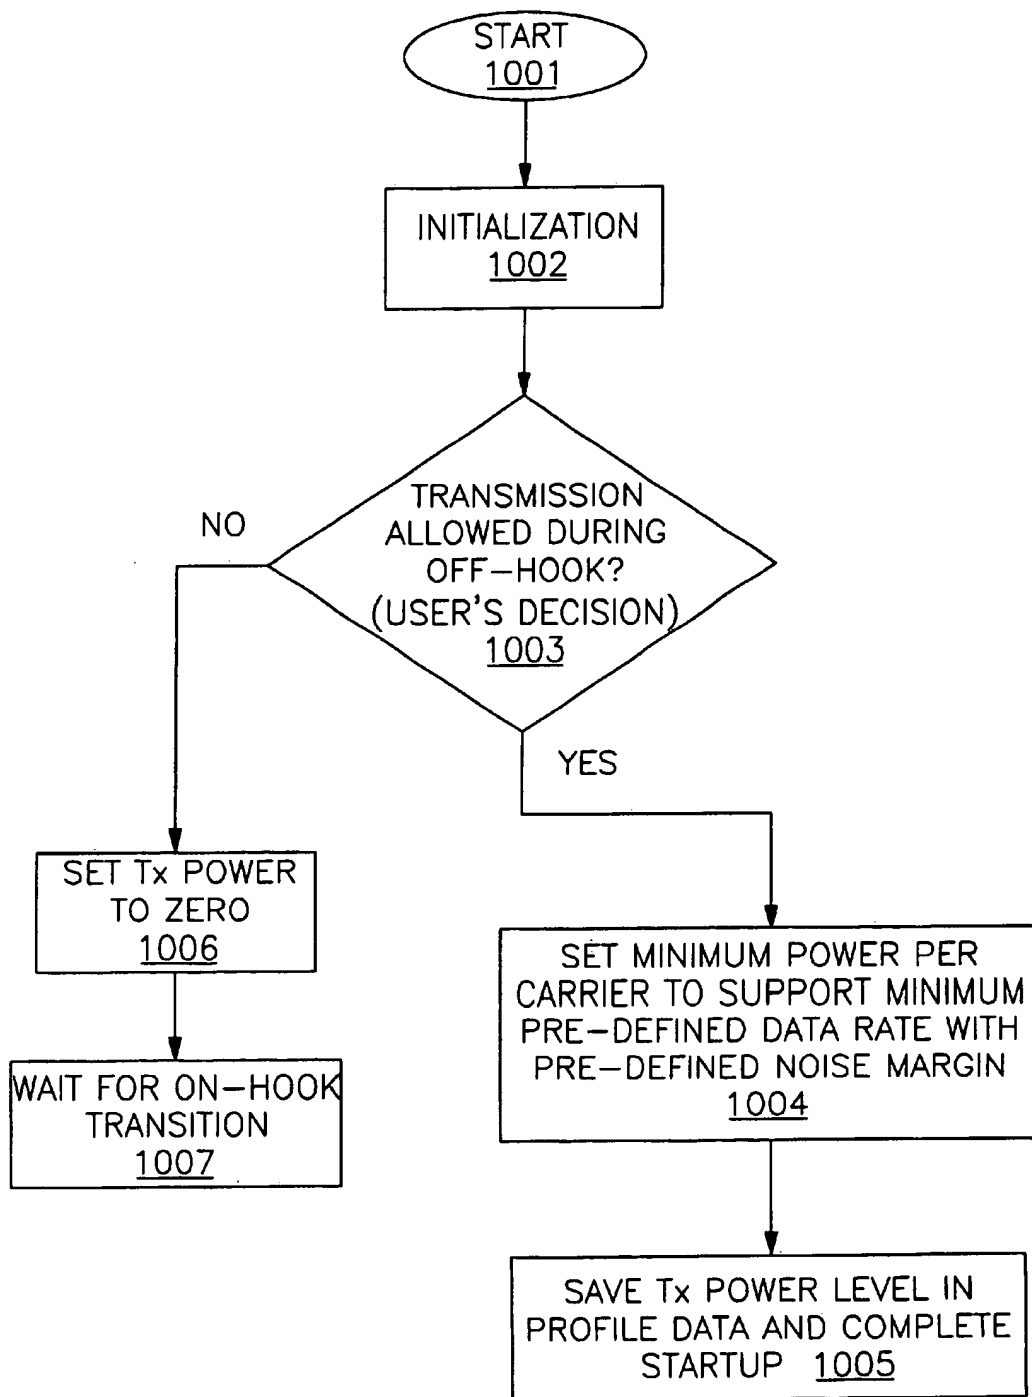 START
1001
INITIALIZATION
1002
TRANSMISSION
ALLOWED DURING
OFF-HOOK?
(USER'S DECISION)
1003
NO
YES
SET Tx POWER
TO ZERO
1006
WAIT FOR ON-HOOK
TRANSITION
1007
SET MINIMUM POWER PER
CARRIER TO SUPPORT MINIMUM
PRE-DEFINED DATA RATE WITH
PRE-DEFINED NOISE MARGIN
1004
SAVE Tx POWER LEVEL IN
PROFILE DATA AND COMPLETE
STARTUP 1005